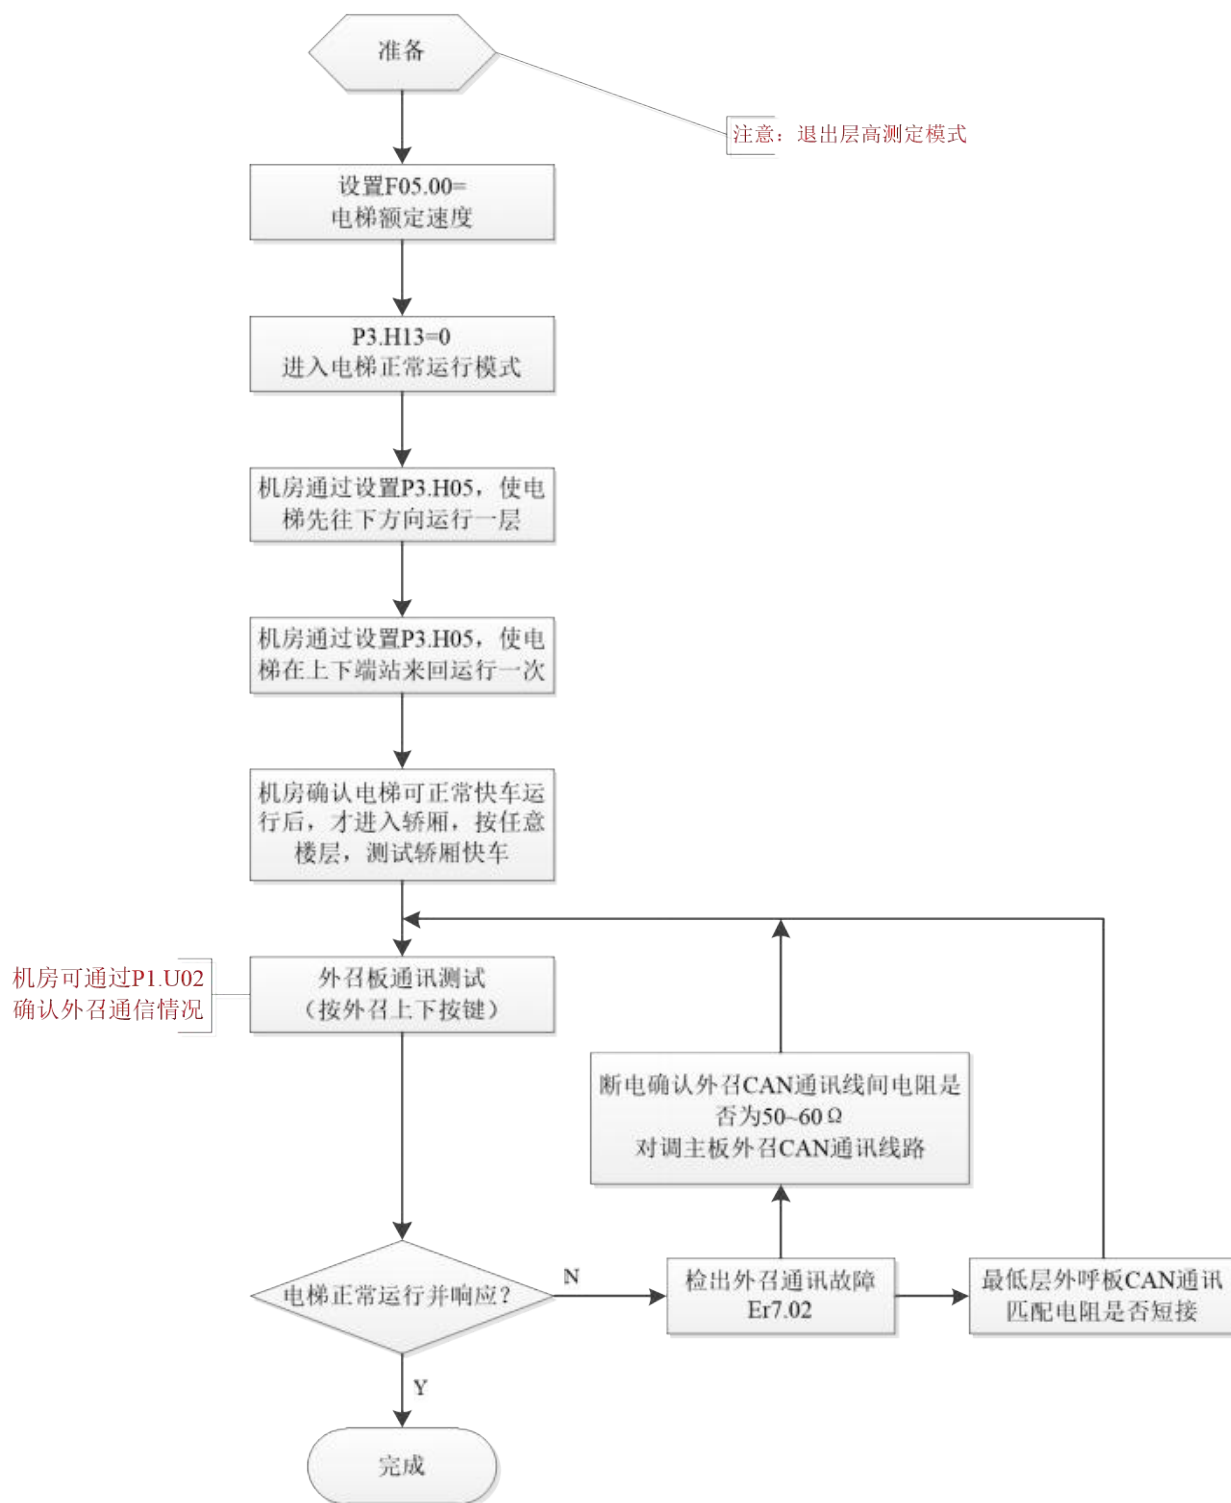 准备
注意：退出层高测定模式
设置F05.00=
电梯额定速度
P3.H13=0
进入电梯正常运行模式
机房通过设置P3.H05，使电
梯先往下方向运行一层
机房通过设置P3.H05，使电
梯在上下端站来回运行一次
机房确认电梯可正常快车运
行后，才进入轿厢，按任意
楼层，测试轿厢快车
机房可通过P1.U02
确认外召通信情况
外召板通讯测试
（按外召上下按键）
断电确认外召CAN通讯线间电阻是
否为50~60Ω
对调主板外召CAN通讯线路
电梯正常运行并响应？
N
检出外召通讯故障
Er7.02
最低层外呼板CAN通讯
匹配电阻是否短接
Y
完成